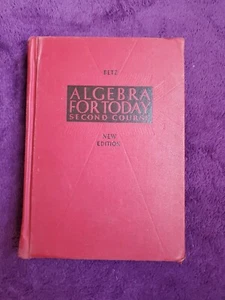 BETZ
ALGEBRA
FOR TODAY
SECOND COURSE
NEW
EDITION